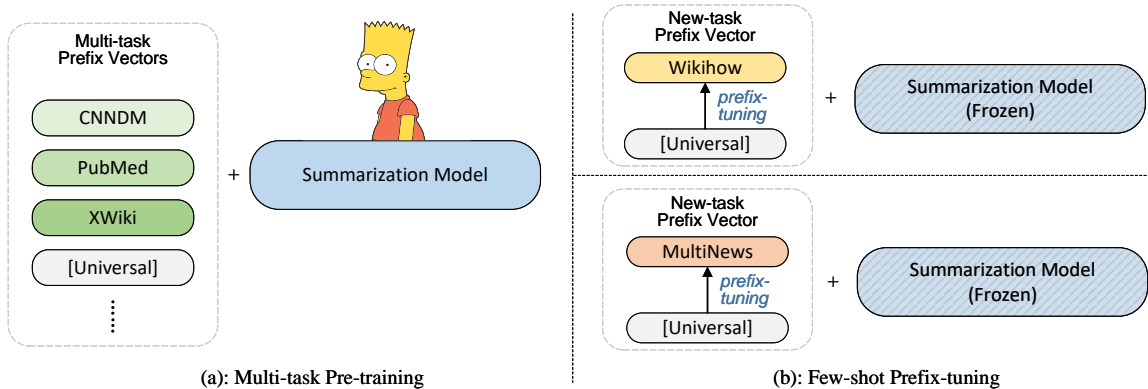 Multi-task
Prefix Vectors
CNNDM
PubMed
XWiki
[Universal]
+
Summarization Model
(a): Multi-task Pre-training
New-task
Prefix Vector
Wikihow
prefix-
tuning
[Universal]
+
Summarization Model
(Frozen)
New-task
Prefix Vector
MultiNews
prefix-
tuning
[Universal]
+
Summarization Model
(Frozen)
(b): Few-shot Prefix-tuning